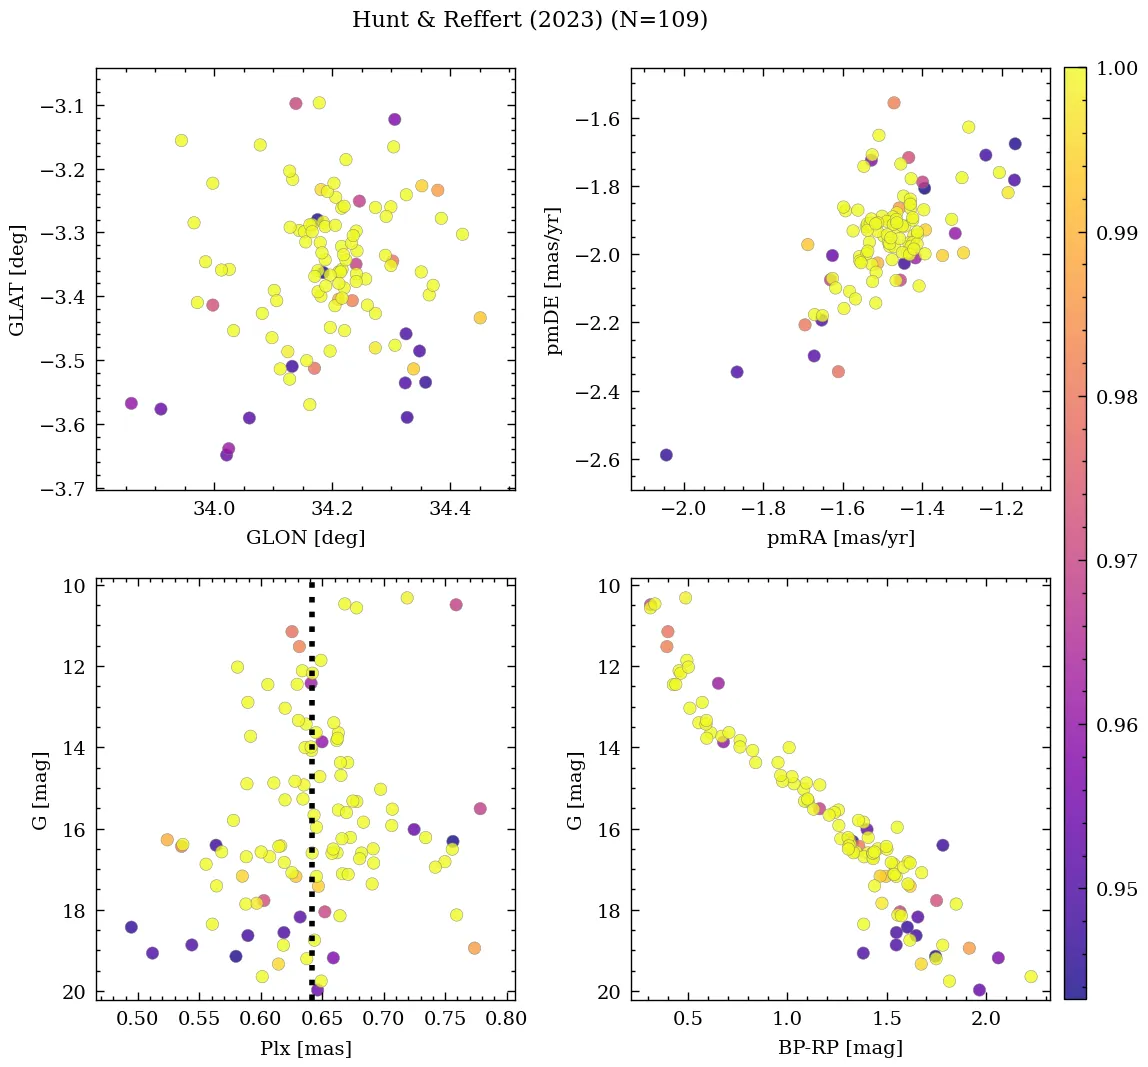 Hunt & Reffert (2023) (N=109)
−3.1
−3.2
−3.3
−3.4
−3.5
−3.6
−3.7
GLAT [deg]
34.0 34.2 34.4
GLON [deg]
−1.6
−1.8
−2.0
−2.2
−2.4
−2.6
pmDE [mas/yr]
−2.0 −1.8 −1.6 −1.4 −1.2
pmRA [mas/yr]
1.00
0.99
0.98
0.97
0.96
0.95
10
12
14
16
18
20
G [mag]
0.50 0.55 0.60 0.65 0.70 0.75 0.80
Plx [mas]
10
12
14
16
18
20
G [mag]
0.5 1.0 1.5 2.0
BP-RP [mag]